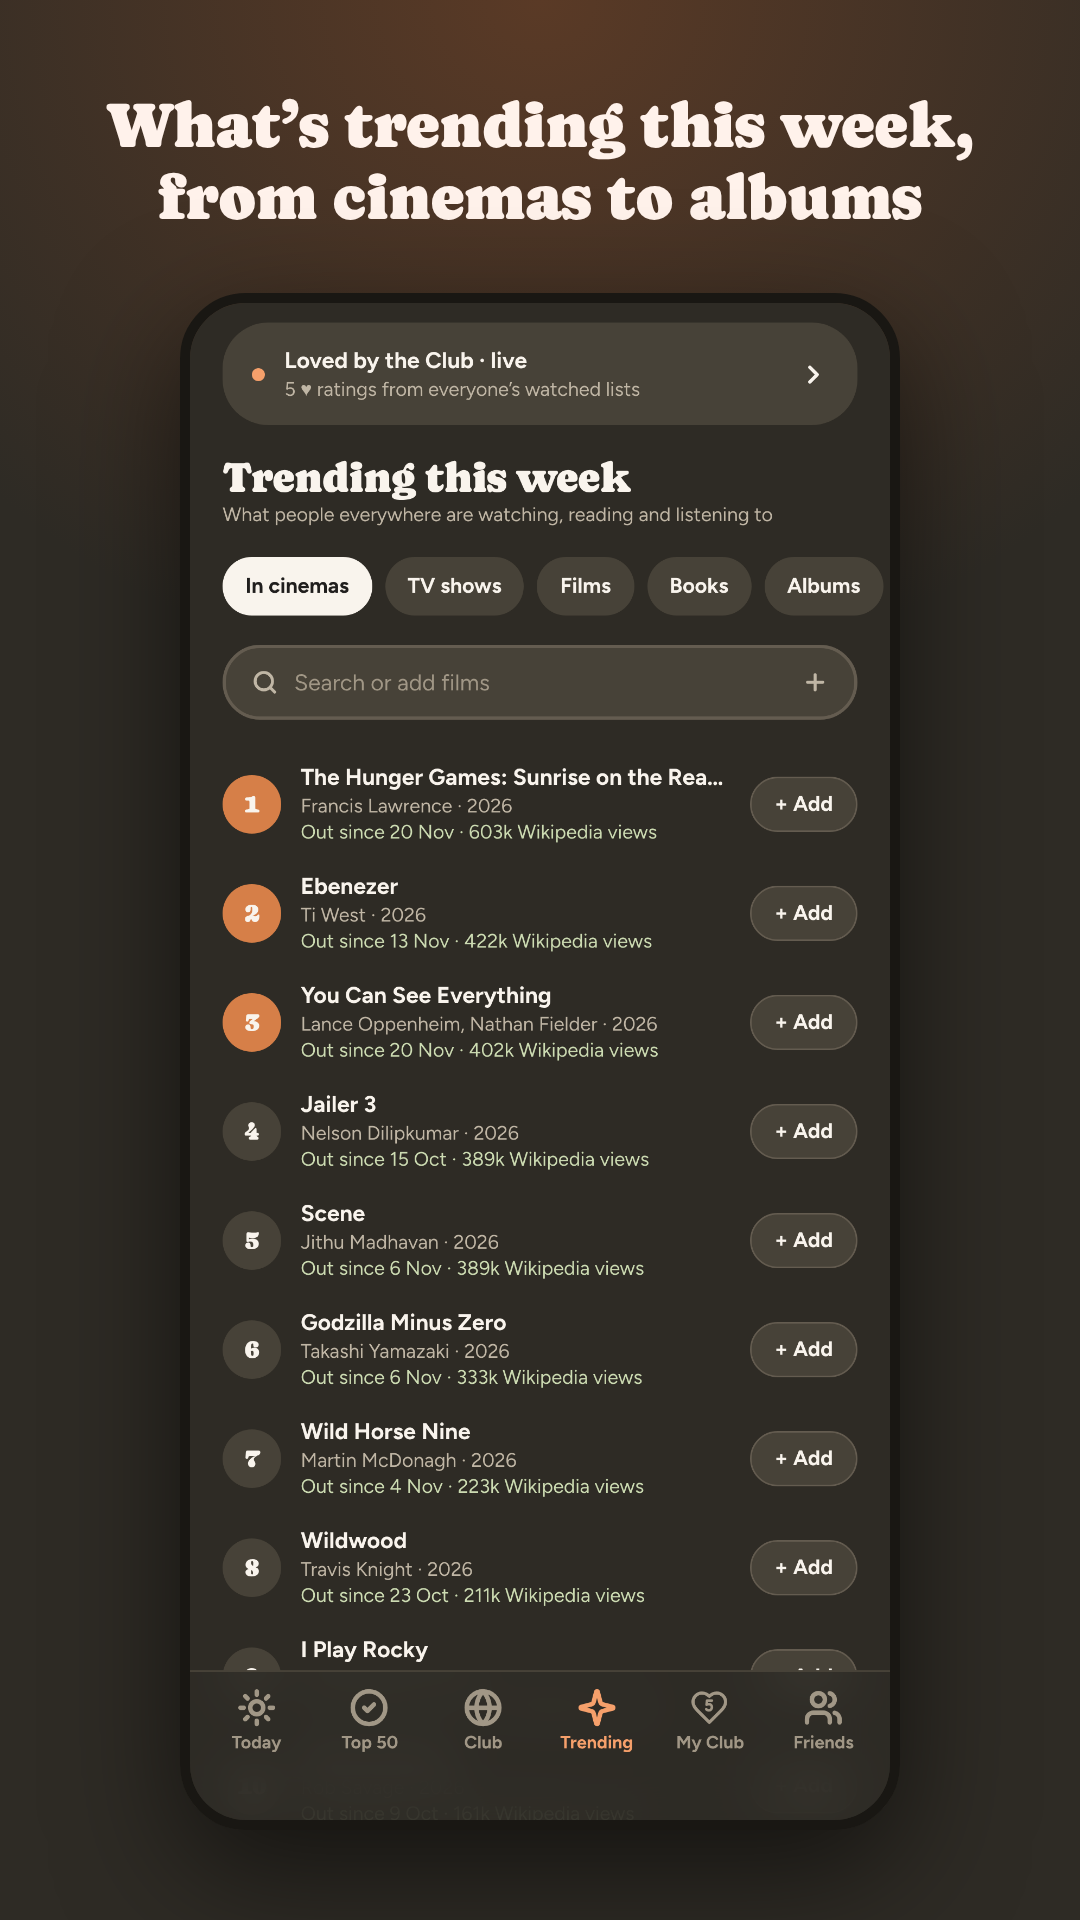 What's trending this week,
from cinemas to albums
Loved by the Club · live
5 ♥ ratings from everyone's watched lists
Trending this week
What people everywhere are watching, reading and listening to
In cinemas
TV shows
Films
Books
Albums
Search or add films
+
1
The Hunger Games: Sunrise on the Rea...
Francis Lawrence · 2026
Out since 20 Nov · 603k Wikipedia views
+ Add
2
Ebenezer
Ti West · 2026
Out since 13 Nov · 422k Wikipedia views
+ Add
3
You Can See Everything
Lance Oppenheim, Nathan Fielder · 2026
Out since 20 Nov · 402k Wikipedia views
+ Add
4
Jailer 3
Nelson Dilipkumar · 2026
Out since 15 Oct · 389k Wikipedia views
+ Add
5
Scene
Jithu Madhavan · 2026
Out since 6 Nov · 389k Wikipedia views
+ Add
6
Godzilla Minus Zero
Takashi Yamazaki · 2026
Out since 6 Nov · 333k Wikipedia views
+ Add
7
Wild Horse Nine
Martin McDonagh · 2026
Out since 4 Nov · 223k Wikipedia views
+ Add
8
Wildwood
Travis Knight · 2026
Out since 23 Oct · 211k Wikipedia views
+ Add
I Play Rocky
5
Today
Top 50
Club
Trending
My Club
Friends
Out since 9 Oct · 161k Wikipedia views